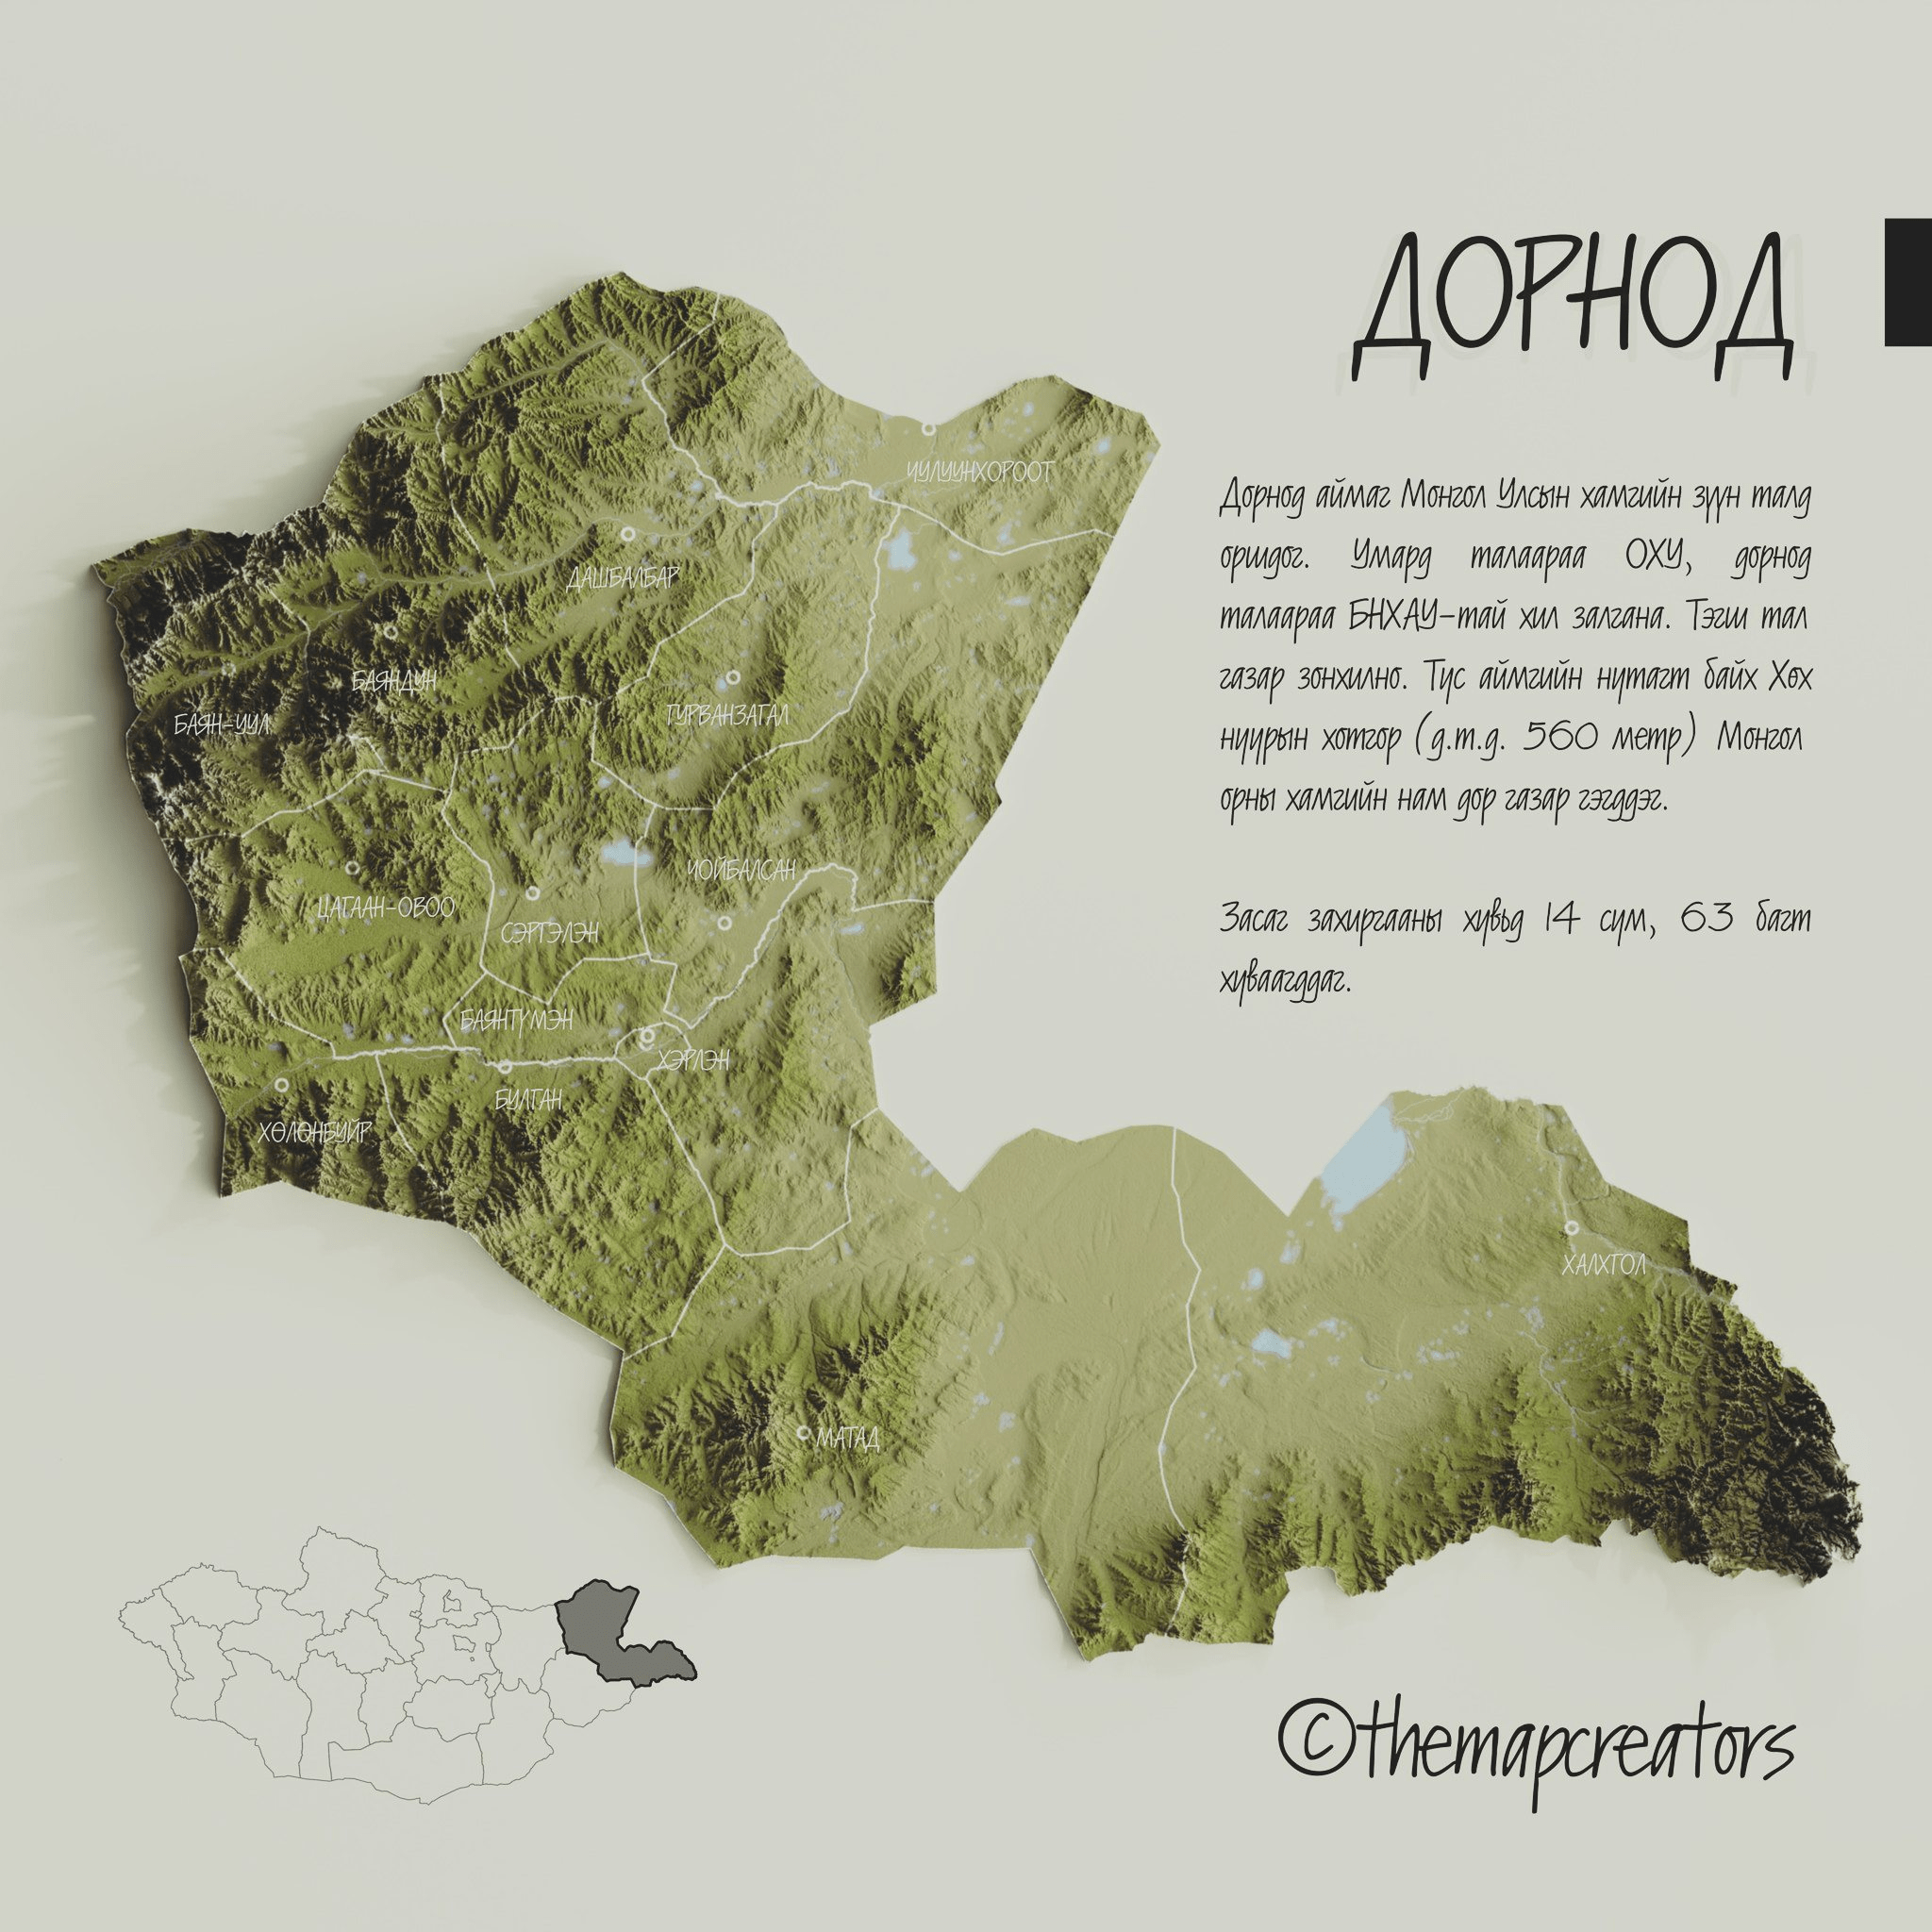 ДОРНОД
Дорнод аймаг Монгол Улсын хамгийн зүүн талд
оршдог. Умард талаараа ОХУ, дорнод
талаараа БНХАУ-тай хил залгана. Тэгш тал
газар зонхилно. Тус аймгийн нутагт байх Хөх
нуурын хотгор (д.т.д. 560 метр) Монгол
орны хамгийн нам дор газар гэгддэг.
Засаг захиргааны хувьд 14 сум, 63 багт
хуваагддаг.
ЧУЛУУНХОРООТ
ДАШБАЛБАР
БАЯНДУН
БАЯН-УУЛ
ГУРВАНЗАГАЛ
ЧОЙБАЛСАН
ЦАГААН-ОВОО
СЭРГЭЛЭН
БАЯНТҮМЭН
ХЭРЛЭН
БУЛГАН
ХӨЛӨНБУЙР
ХАЛХГОЛ
МАТАД
©themapcreators